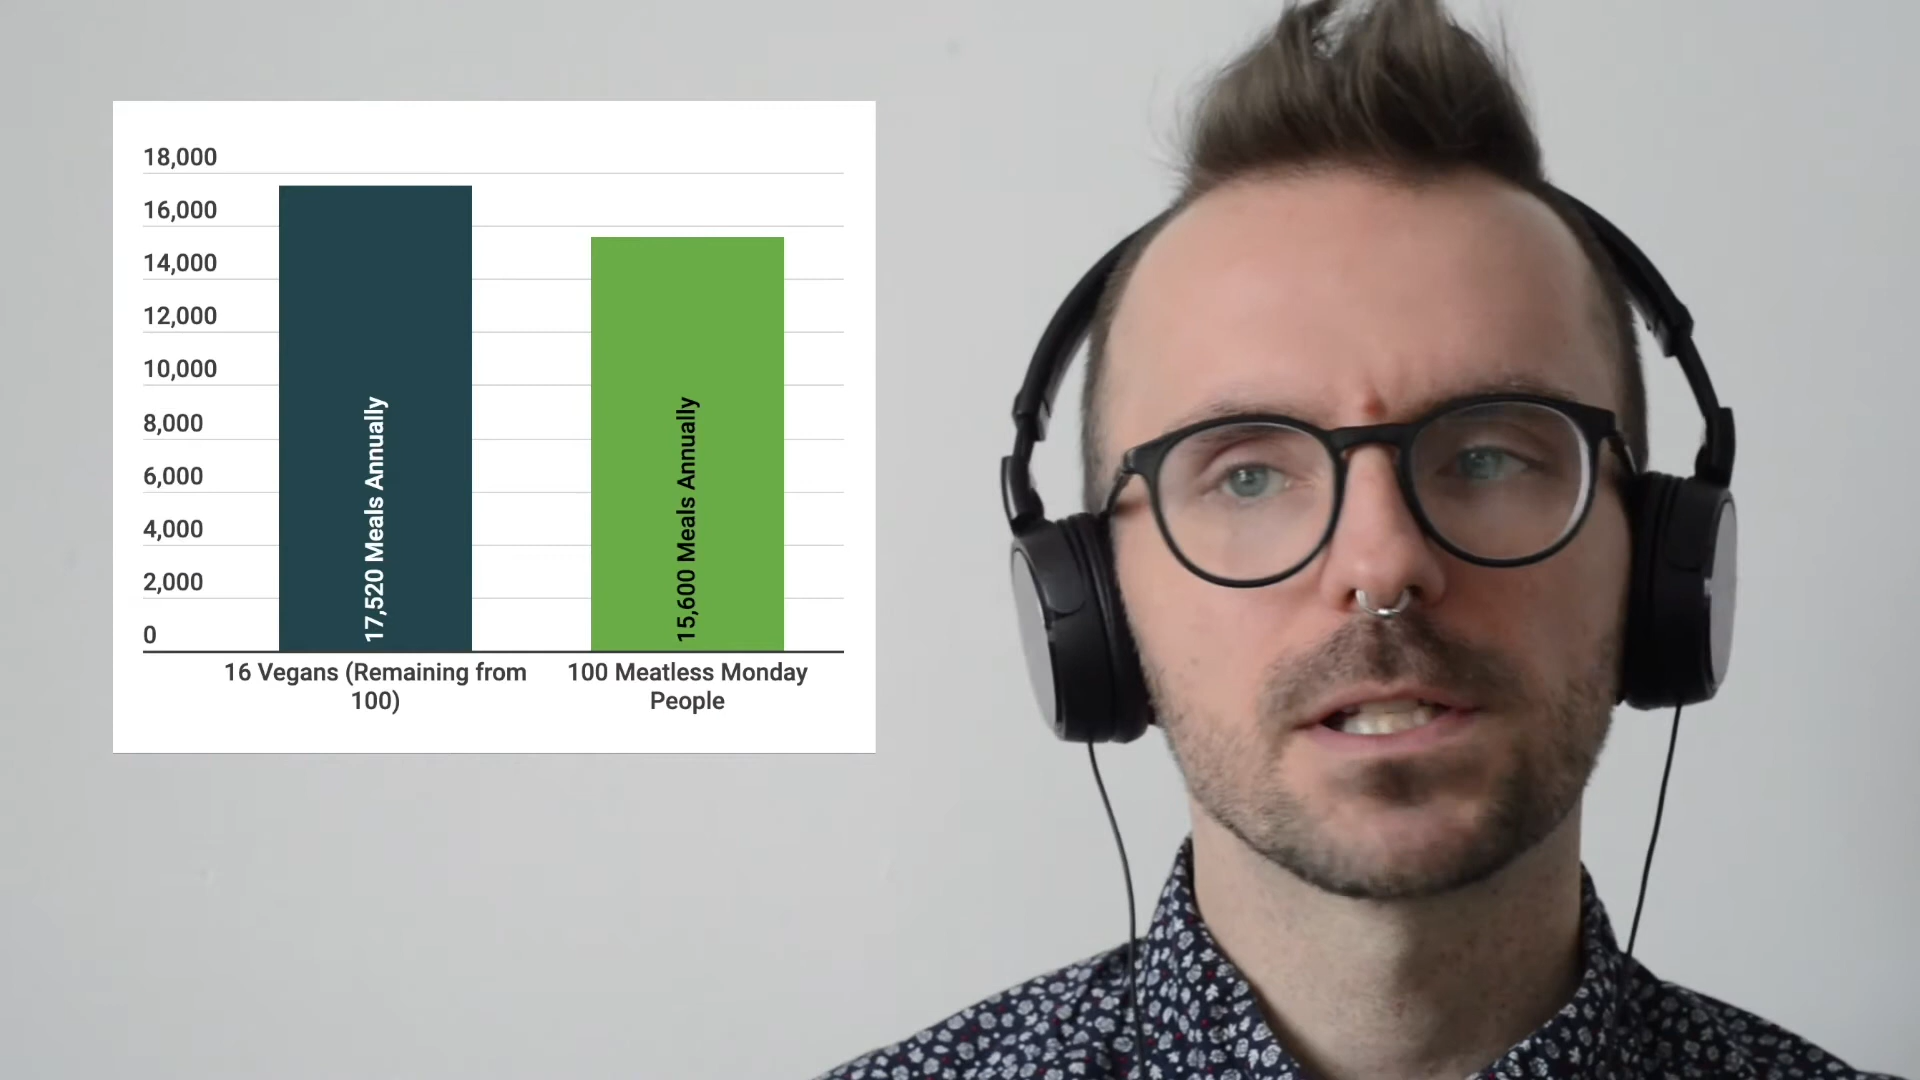 18,000
16,000
14,000
12,000
10,000
8,000
6,000
4,000
2,000
0
17,520 Meals Annually
15,600 Meals Annually
16 Vegans (Remaining from
100)
100 Meatless Monday
People